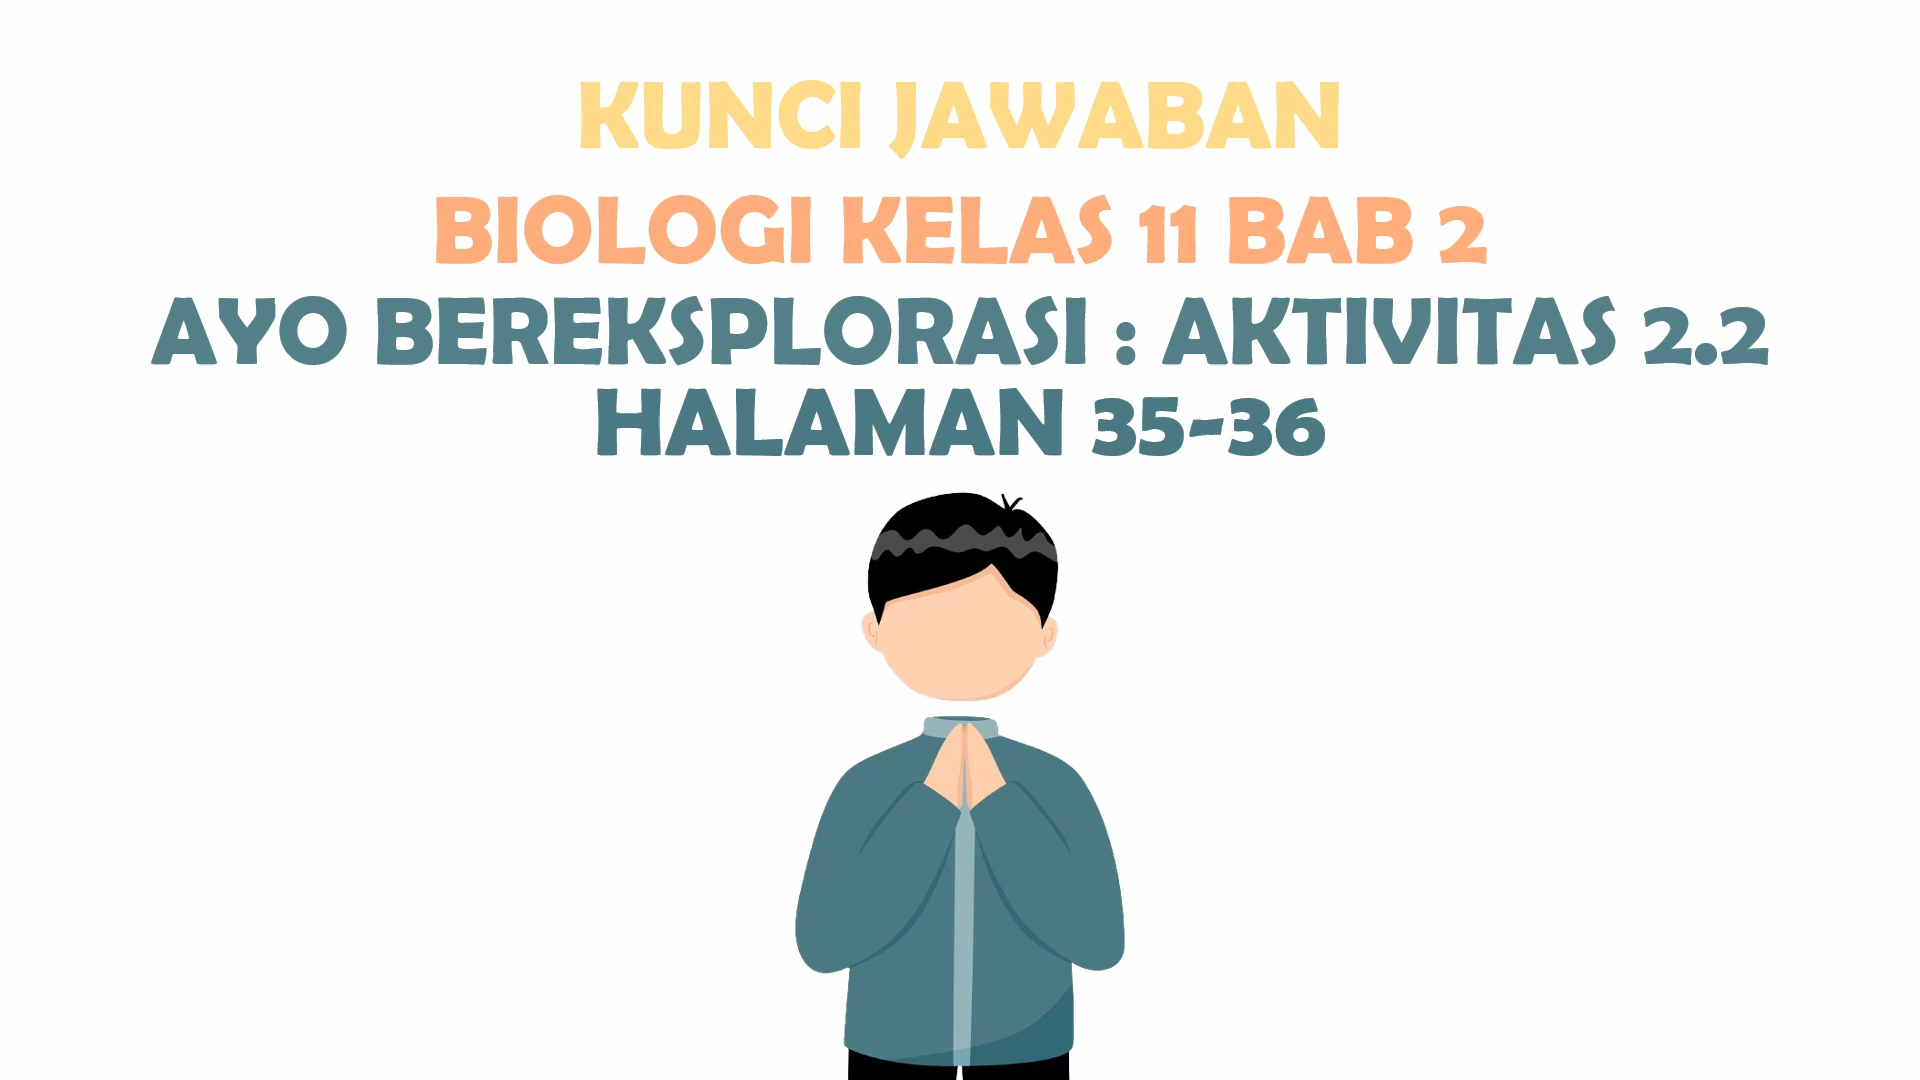 KUNCI JAWABAN
BIOLOGI KELAS 11 BAB 2
AYO BEREKSPLORASI : AKTIVITAS 2.2
HALAMAN 35-36